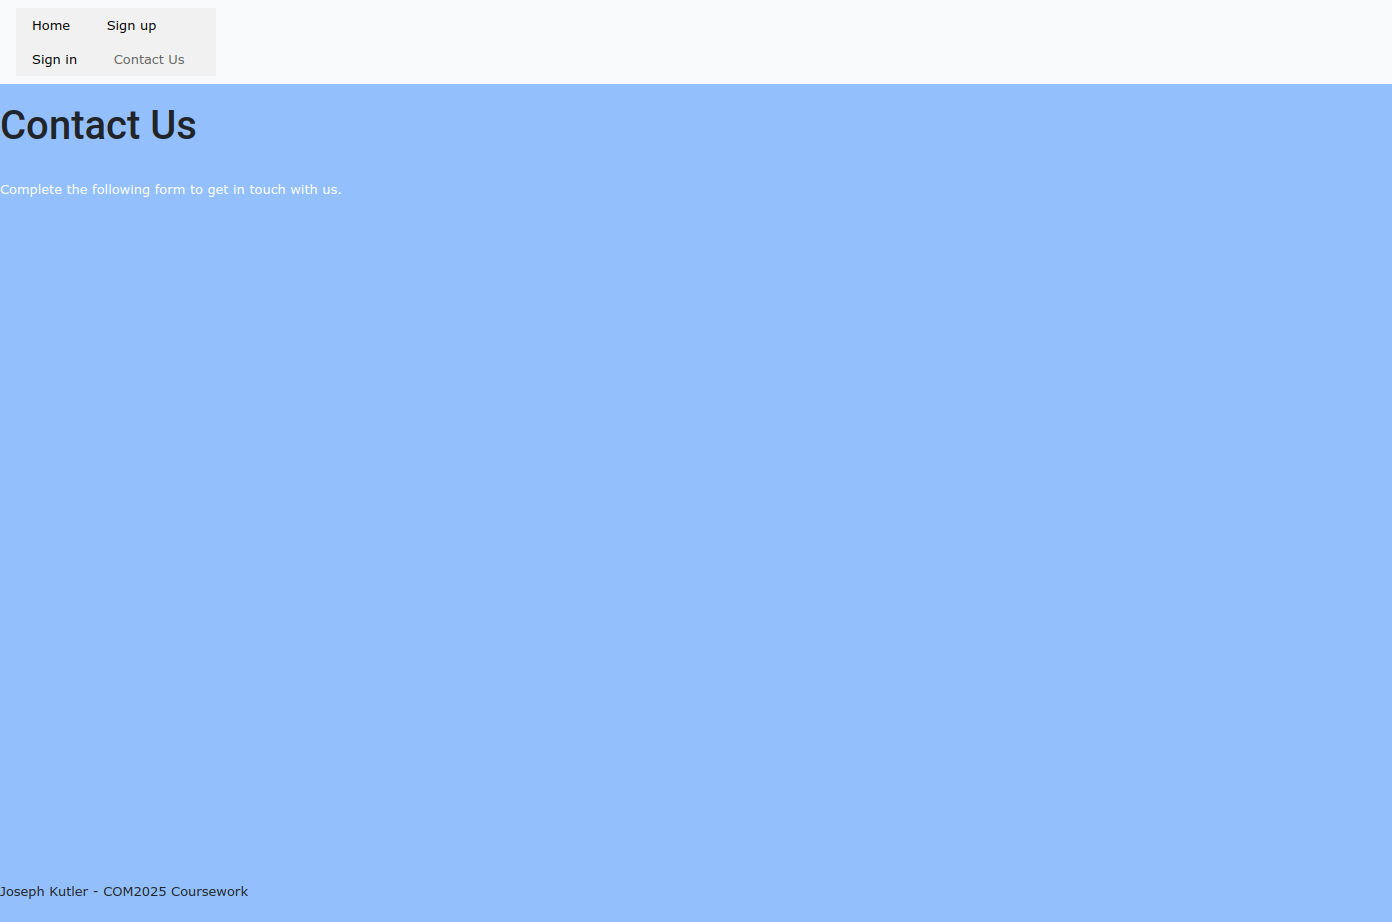 Home Sign up
Sign in Contact Us
Contact Us
Complete the following form to get in touch with us.
Joseph Kutler - COM2025 Coursework